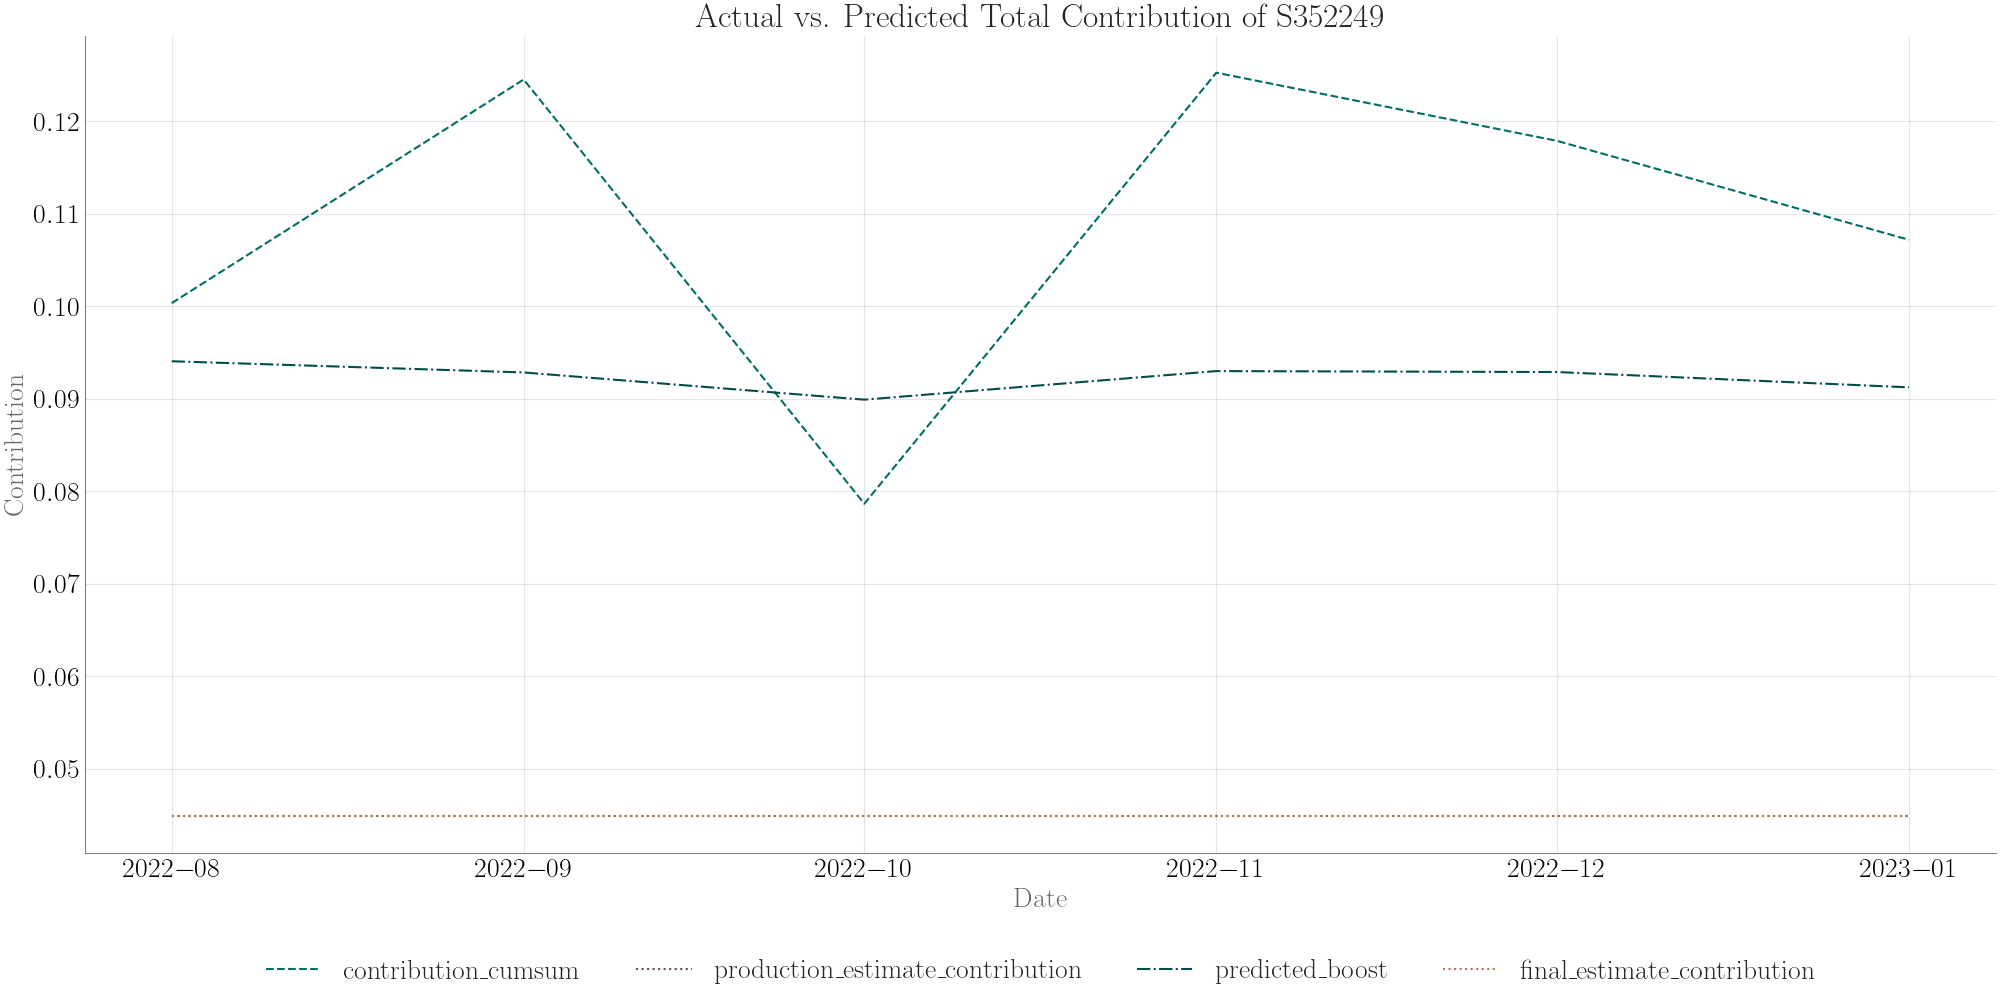 Actual vs. Predicted Total Contribution of S352249
Contribution
0.12
0.11
0.10
0.09
0.08
0.07
0.06
0.05
2022−08 2022−09 2022−10 2022−11 2022−12 2023−01
Date
contribution_cumsum production_estimate_contribution predicted_boost final_estimate_contribution